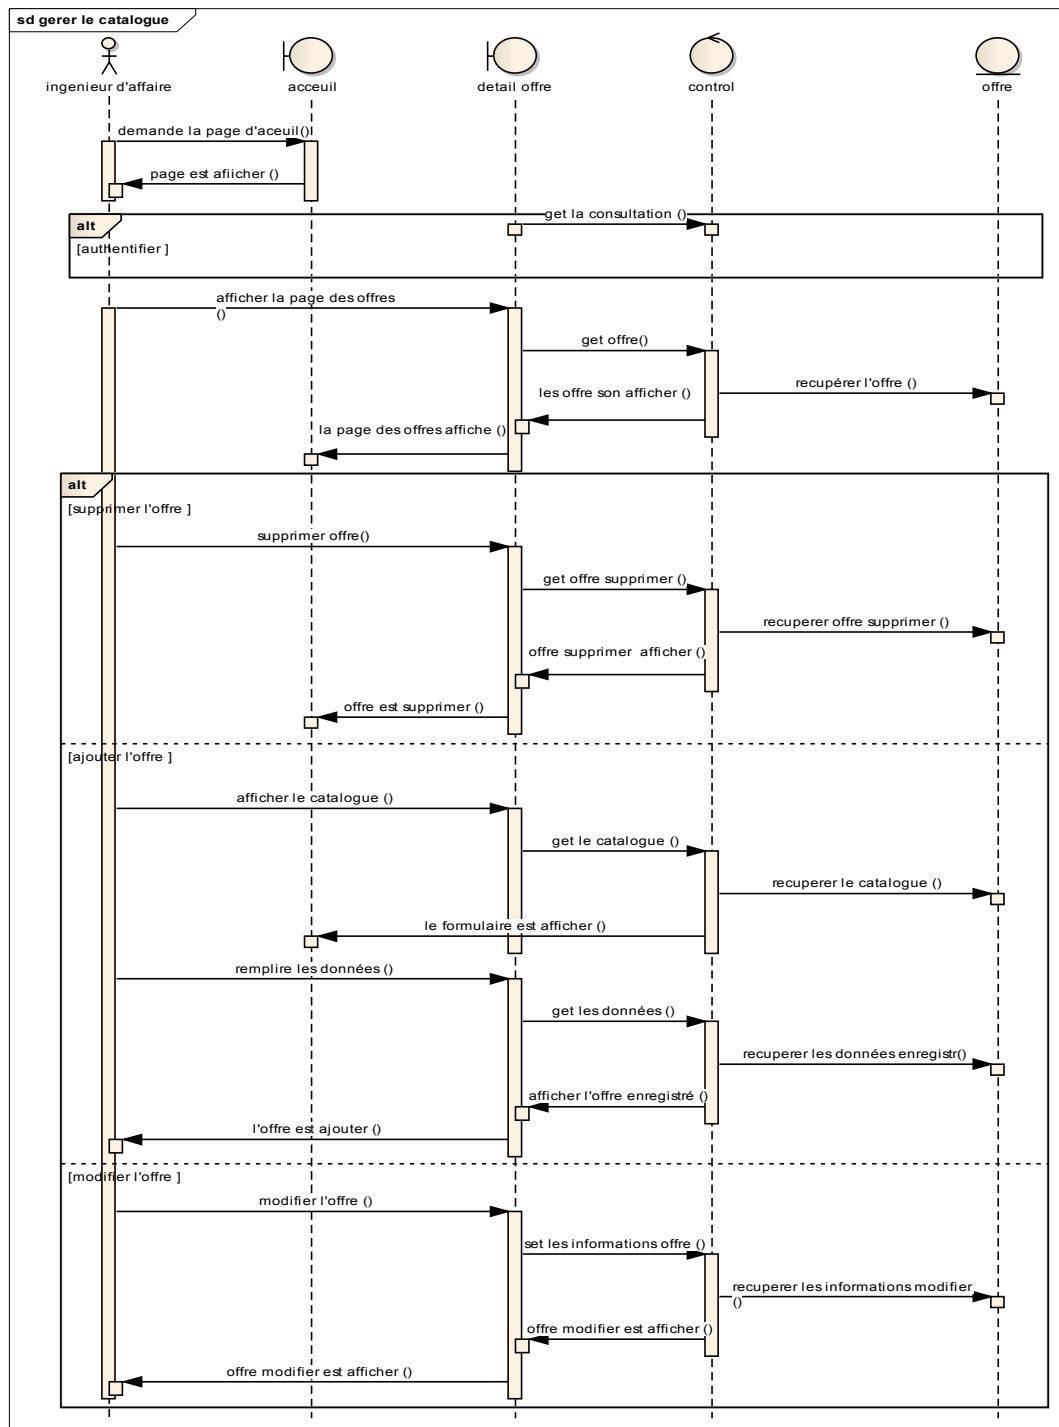 sd gerer le catalogue
ingenieur d'affaire
acceuil
detail offre
control
offre
demande la page d'aceuil()
page est afiicher ()
alt
get la consultation ()
[authentifier ]
afficher la page des offres
()
get offre()
recupérer l'offre ()
les offre son afficher ()
la page des offres affiche ()
alt
[supprimer l'offre ]
supprimer offre()
get offre supprimer ()
recuperer offre supprimer ()
offre supprimer afficher ()
offre est supprimer ()
[ajouter l'offre ]
afficher le catalogue ()
get le catalogue ()
recuperer le catalogue ()
le formulaire est afficher ()
remplire les données ()
get les données ()
recuperer les données enregistr()
afficher l'offre enregistré ()
l'offre est ajouter ()
[modifier l'offre ]
modifier l'offre ()
set les informations offre ()
recuperer les informations modifier
()
offre modifier est afficher ()
offre modifier est afficher ()